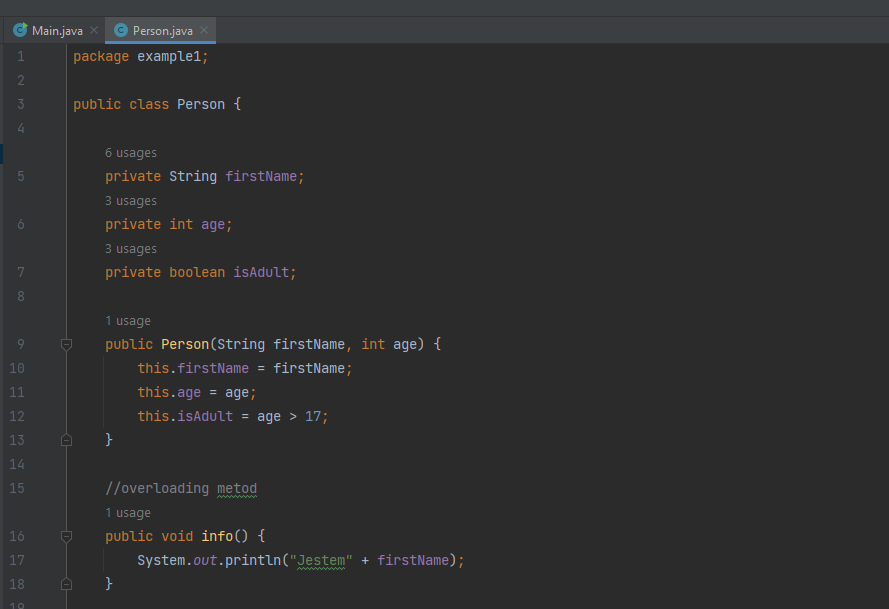 Main.java Person.java
1 package example1;
2
3 public class Person {
4
6 usages
5 private String firstName;
3 usages
6 private int age;
3 usages
7 private boolean isAdult;
8
1 usage
9 public Person(String firstName, int age) {
10 this.firstName = firstName;
11 this.age = age;
12 this.isAdult = age > 17;
13 }
14
15 //overloading metod
1 usage
16 public void info() {
17 System.out.println("Jestem" + firstName);
18 }
19